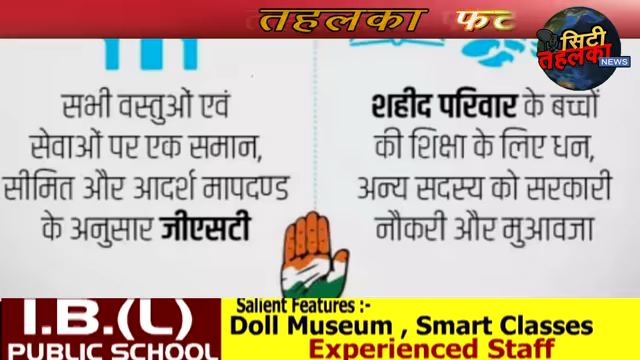 तहलका फट
सिटी
तहलका
NEWS
सभी वस्तुओं एवं
सेवाओं पर एक समान,
सीमित और आदर्श मापदण्ड
के अनुसार जीएसटी
शहीद परिवार के बच्चों
की शिक्षा के लिए धन,
अन्य सदस्य को सरकारी
नौकरी और मुआवजा
I.B.(L)
PUBLIC SCHOOL
Salient Features :-
Doll Museum , Smart Classes
Experienced Staff